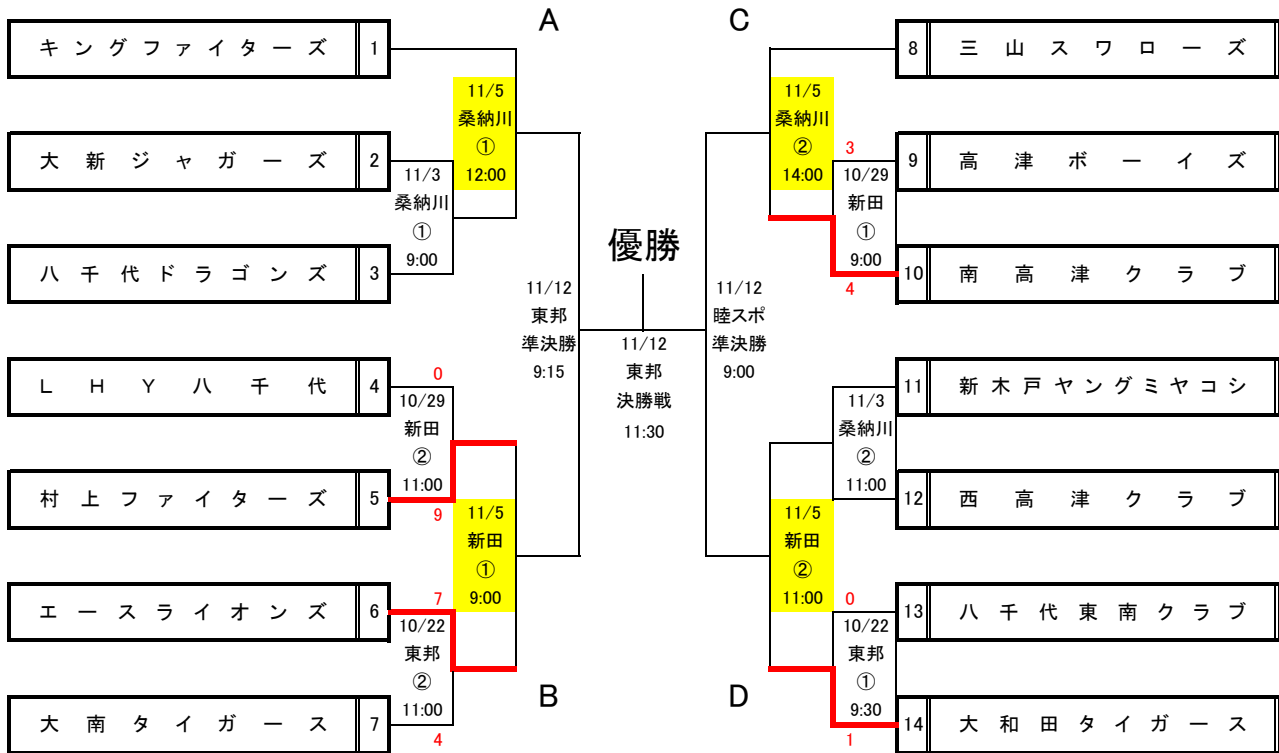 A
C
キングファイターズ 1
8 三山スワローズ
11/5
桑納川
①
12:00
11/5
桑納川
②
14:00
大新ジャガーズ 2
3
9 高津ボーイズ
11/3
桑納川
①
9:00
10/29
新田
①
9:00
八千代ドラゴンズ 3
4
10 南高津クラブ
優勝
11/12
東邦
準決勝
9:15
11/12
東邦
決勝戦
11:30
11/12
睦スポ
準決勝
9:00
LHY八千代 4
0
11 新木戸ヤングミヤコシ
10/29
新田
②
11:00
11/3
桑納川
②
11:00
村上ファイターズ 5
9
12 西高津クラブ
11/5
新田
①
9:00
11/5
新田
②
11:00
エースライオンズ 6
7
0
13 八千代東南クラブ
10/22
東邦
②
11:00
10/22
東邦
①
9:30
B
D
大南タイガース 7
4
1
14 大和田タイガース